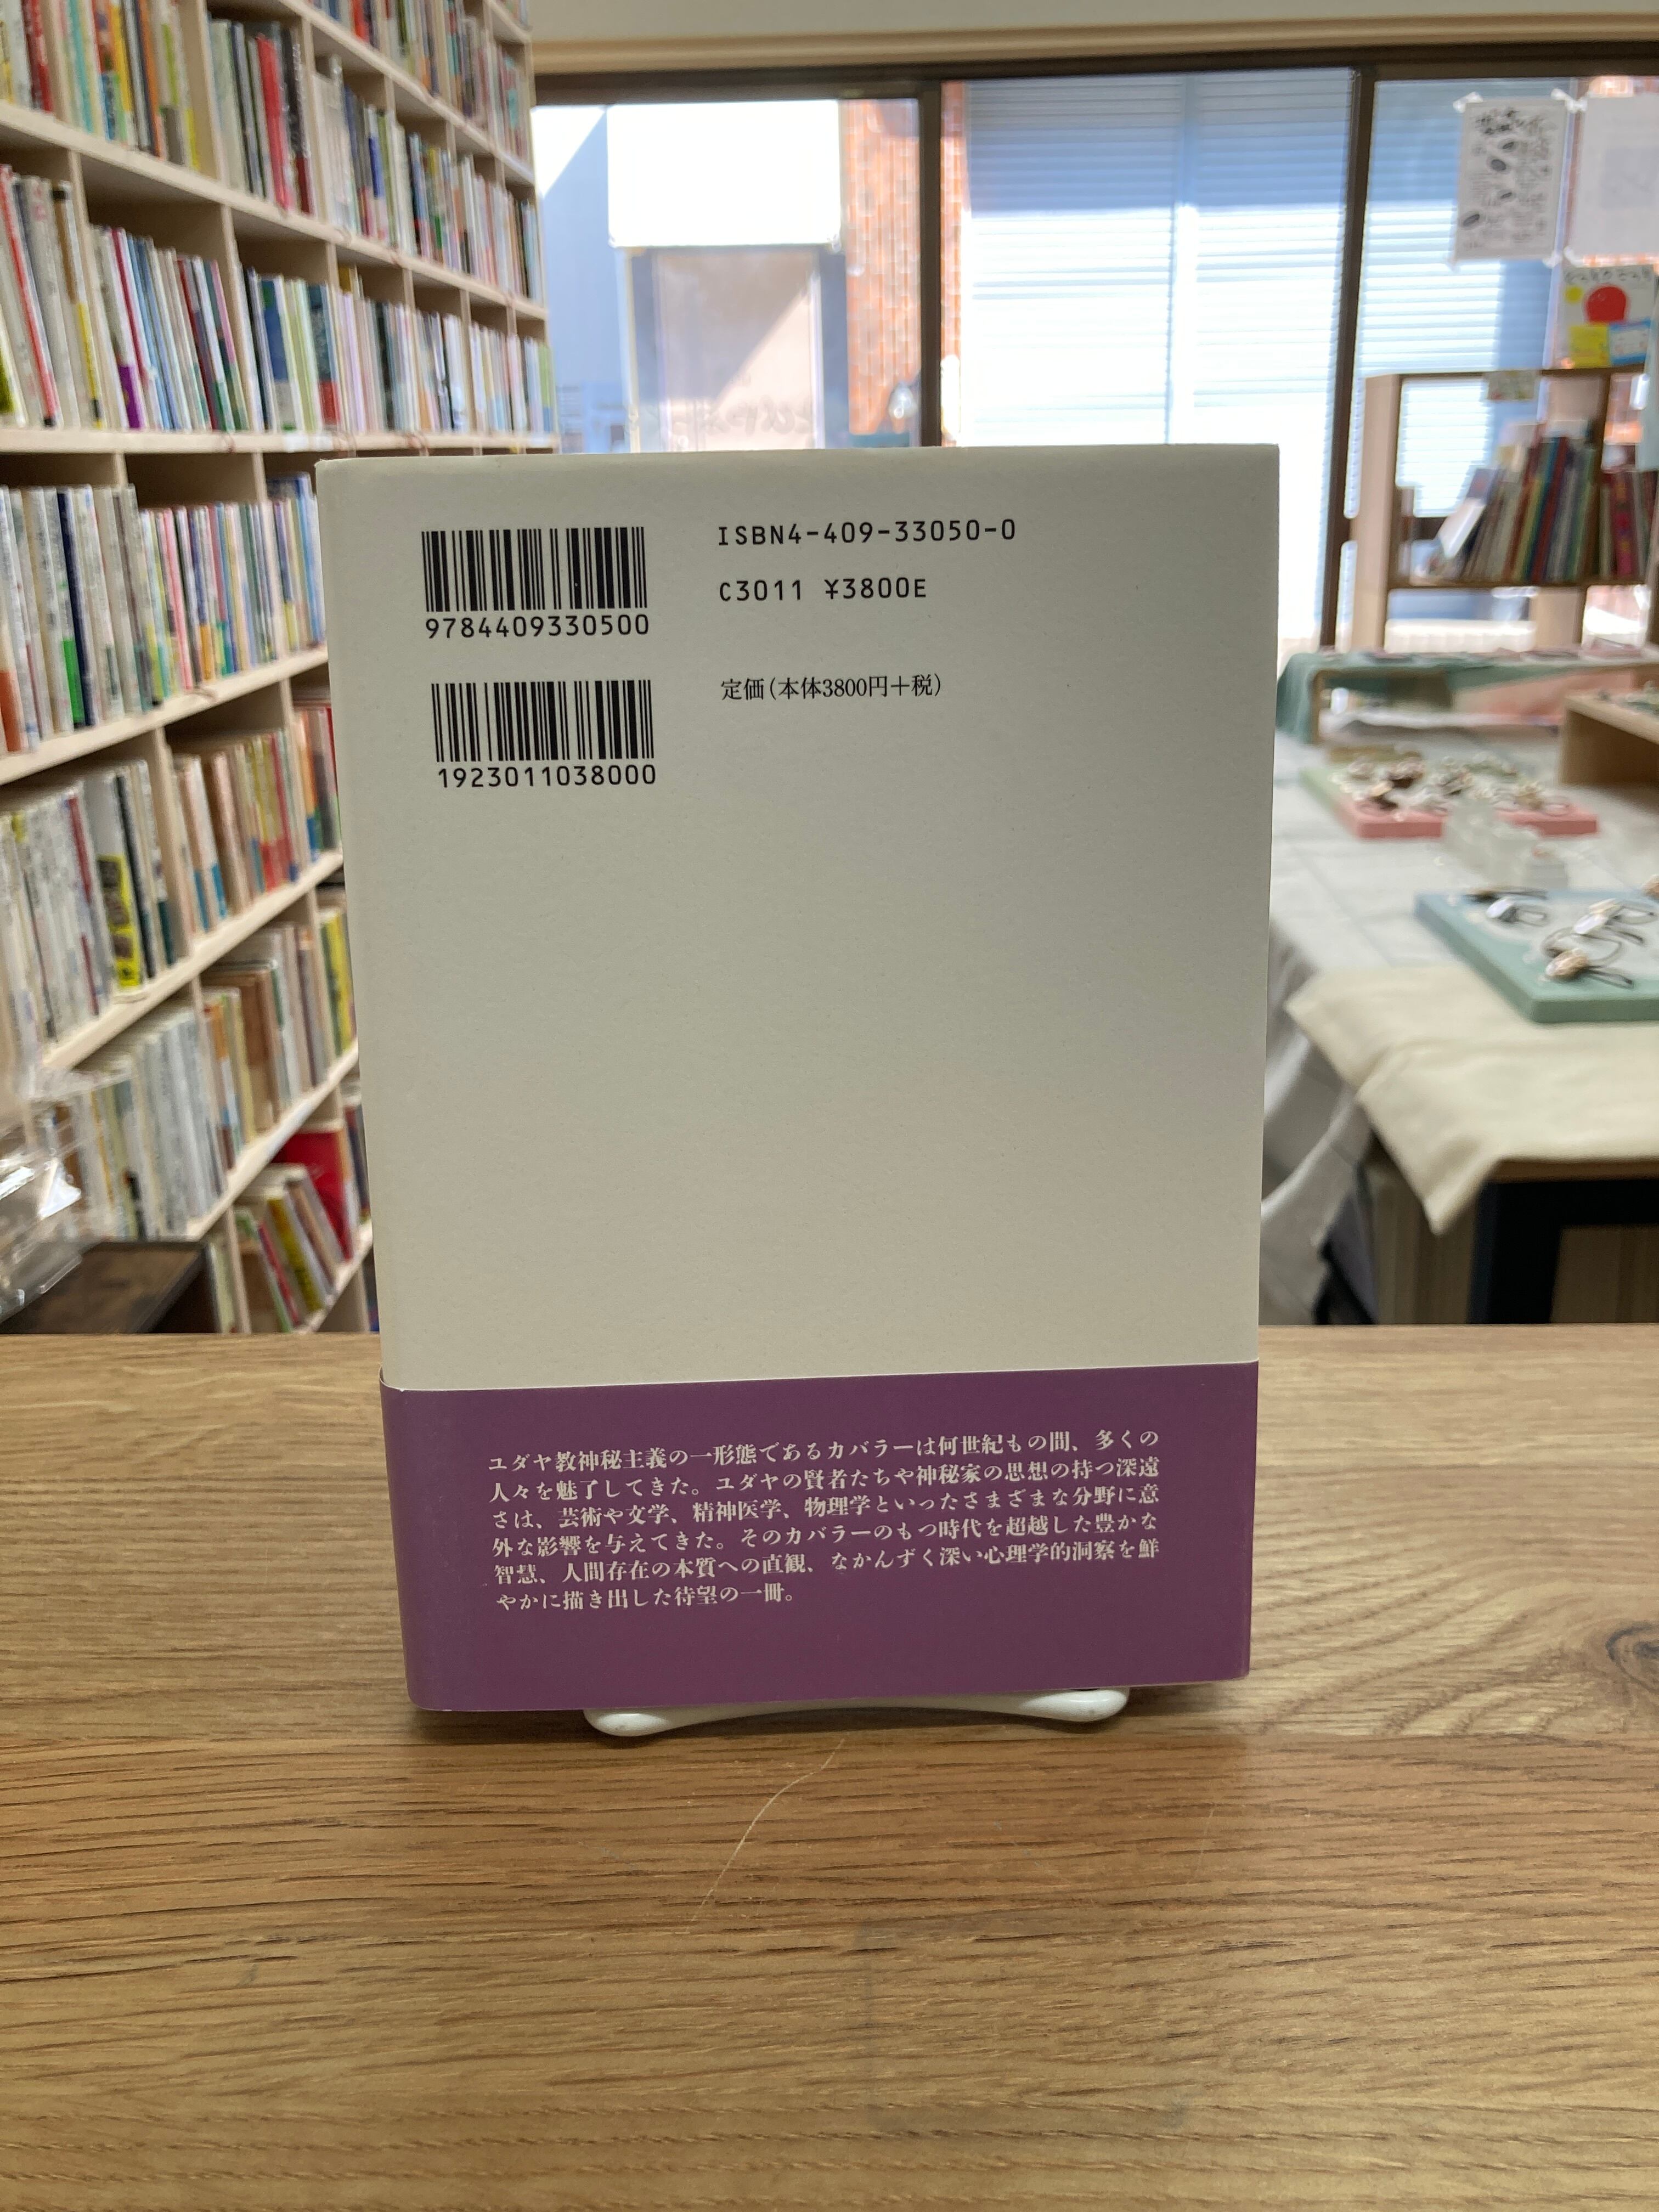 ISBN4-409-33050-0
C3011 ¥3800E
9784409330500
定価(本体3800円+税)
1923011038000
ユダヤ教神秘主義の一形態であるカバラーは何世紀もの間、多くの
人々を魅了してきた。ユダヤの賢者たちや神秘家の思想の持つ深遠
さは、芸術や文学、精神医学、物理学といったさまざまな分野に意
外な影響を与えてきた。そのカバラーのもつ時代を超越した豊かな
智慧、人間存在の本質への直観、なかんずく深い心理学的洞察を鮮
やかに描き出した待望の一冊。